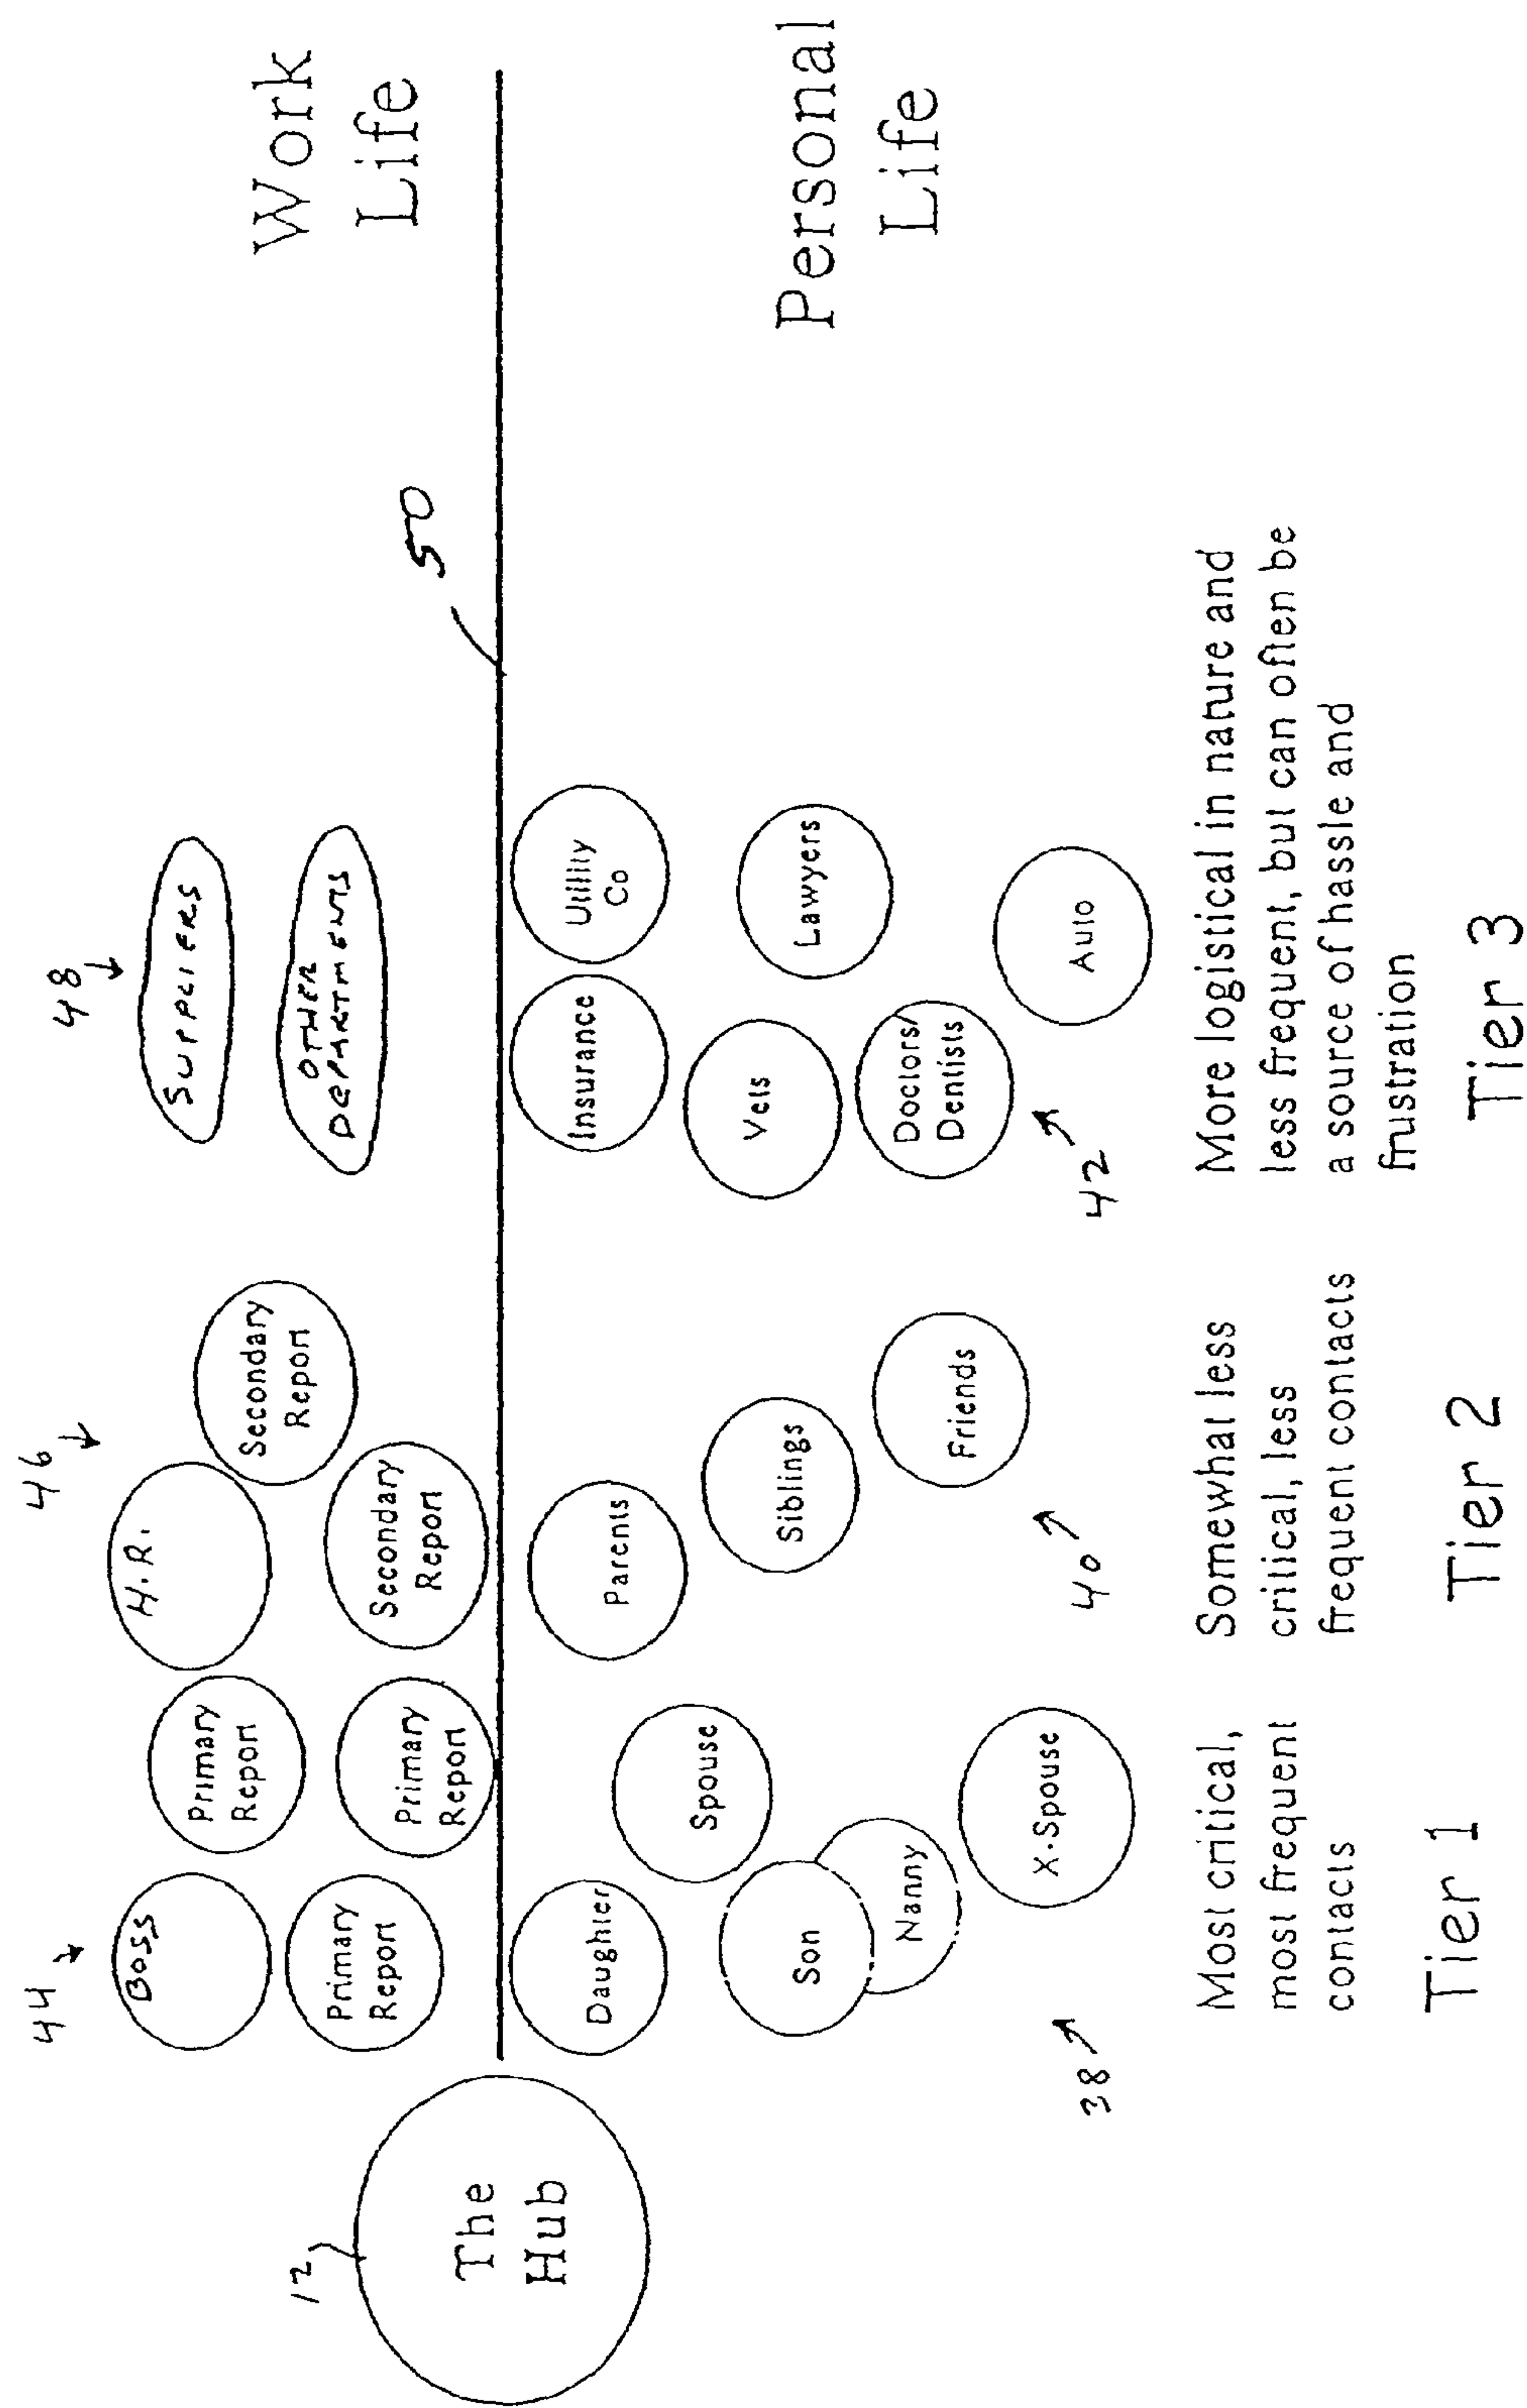 Work
Life
44
46
48
BOSS
Primary
Report
Primary
Report
Primary
Report
H.R.
Secondary
Report
Secondary
Report
SUPPLIERS
OTHER
DEPARTMENTS
12
The
Hub
50
Personal
Life
Daughter
Spouse
Son
Nanny
X-Spouse
Parents
Siblings
Friends
Insurance
Utility
Co
Vets
Lawyers
Doctors/
Dentists
Auto
38
40
42
Most critical,
most frequent
contacts
Tier 1
Somewhat less
critical, less
frequent contacts
Tier 2
More logistical in nature and
less frequent, but can often be
a source of hassle and
frustration
Tier 3